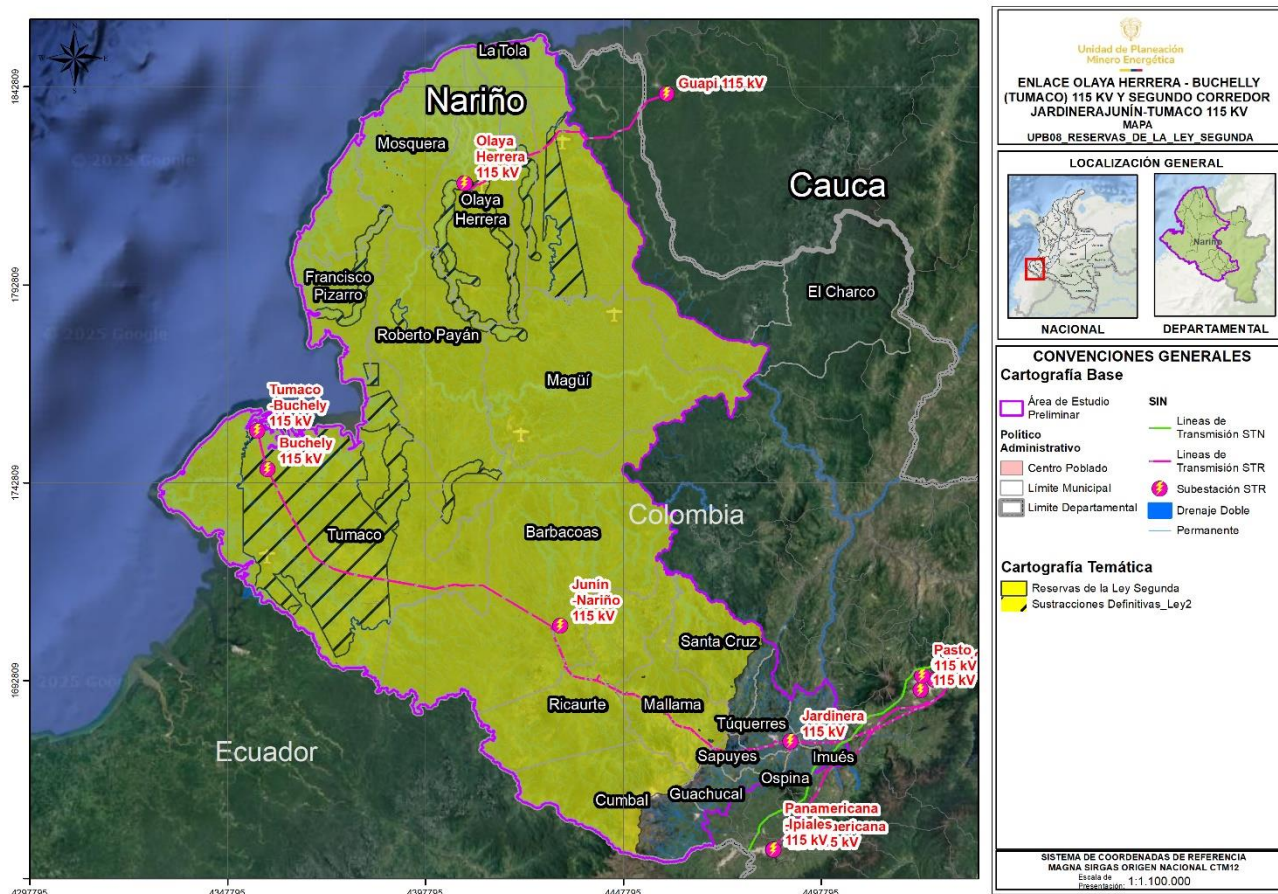 La Tola
Guapi 115 kV
Nariño
Mosquera
Olaya
Herrera
115 kV
Cauca
Olaya
Herrera
Francisco
Pizarro
El Charco
Roberto Payán
Magüí
Tumaco
-Buchely
115 kV
Buchely
115 kV
Colombia
Tumaco
Barbacoas
Junín
-Nariño
115 kV
Santa Cruz
Pasto
115 kV
115 kV
Ricaurte
Mallama
Jardinera
115 kV
Túquerres
Ecuador
Sapuyes
Imués
Ospina
Guachucal
Cumbal
Panamericana
-Ipiales
115 kV
© 2025 Google
1842809
1792809
1742809
1692809
4297795
4347795
4397795
4447795
4497795
Unidad de Planeación
Minero Energética
ENLACE OLAYA HERRERA - BUCHELLY
(TUMACO) 115 KV Y SEGUNDO CORREDOR
JARDINERAJUNÍN-TUMACO 115 KV
MAPA
UPB08_RESERVAS_DE_LA_LEY_SEGUNDA
LOCALIZACIÓN GENERAL
Nariño
NACIONAL
DEPARTAMENTAL
CONVENCIONES GENERALES
Cartografía Base
Área de Estudio
Preliminar
Político
Administrativo
Centro Poblado
Límite Municipal
Limite Departamental
SIN
Lineas de
Transmisión STN
Lineas de
Transmisión STR
Subestación STR
Drenaje Doble
Permanente
Cartografía Temática
Reservas de la Ley Segunda
Sustracciones Definitivas_Ley2
SISTEMA DE COORDENADAS DE REFERENCIA
MAGNA SIRGAS ORIGEN NACIONAL CTM12
Escala de
Presentación: 1:1.100.000